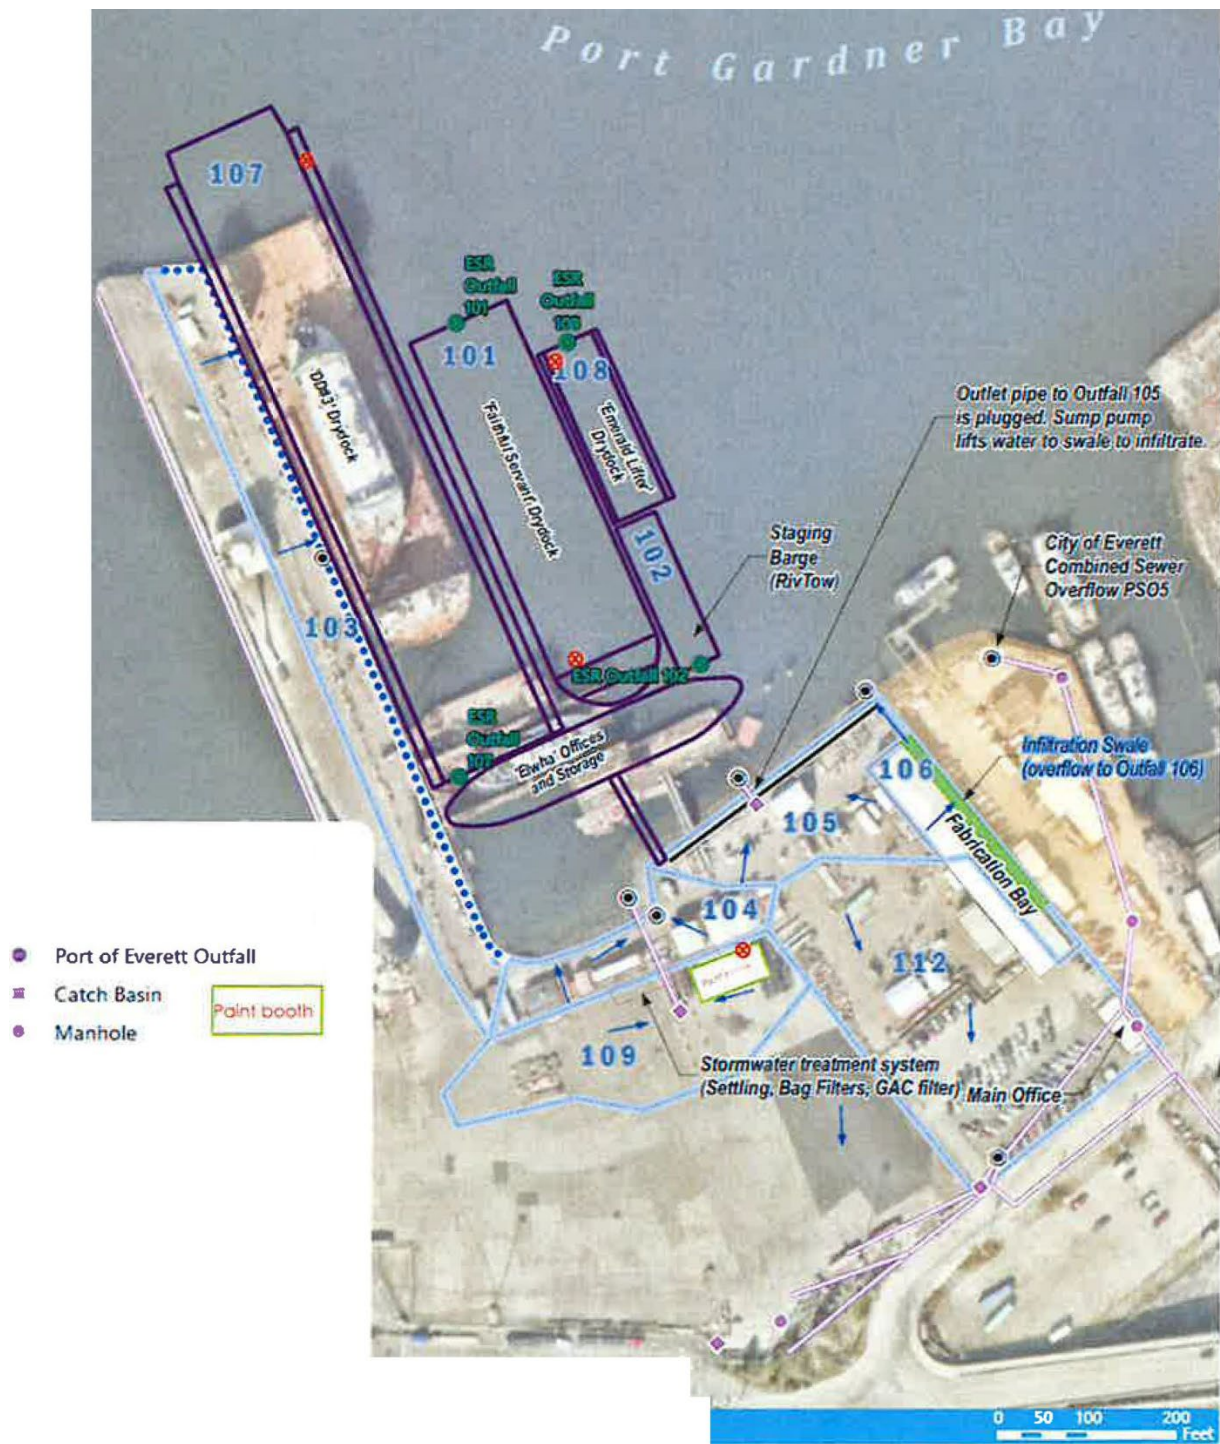 Port Gardner Bay
107
ESR
Outfall
101
ESR
Outfall
101
108
'DD43' Drydock
'Faithful Servant' Drydock
'Emerald Lifter'
Drydock
Outlet pipe to Outfall 105
is plugged. Sump pump
lifts water to swale to infiltrate.
102
Staging
Barge
(RivTow)
City of Everett
Combined Sewer
Overflow PS05
103
ESR Outfall 102
ESR
Outfall
'Elwha' Offices
and Storage
106
Infiltration Swale
(overflow to Outfall 106)
105
Fabrication Bay
104
112
109
Stormwater treatment system
(Settling, Bag Filters, GAC filter)
Main Office
Port of Everett Outfall
Catch Basin
Manhole
Paint booth
0 50 100 200
Feet